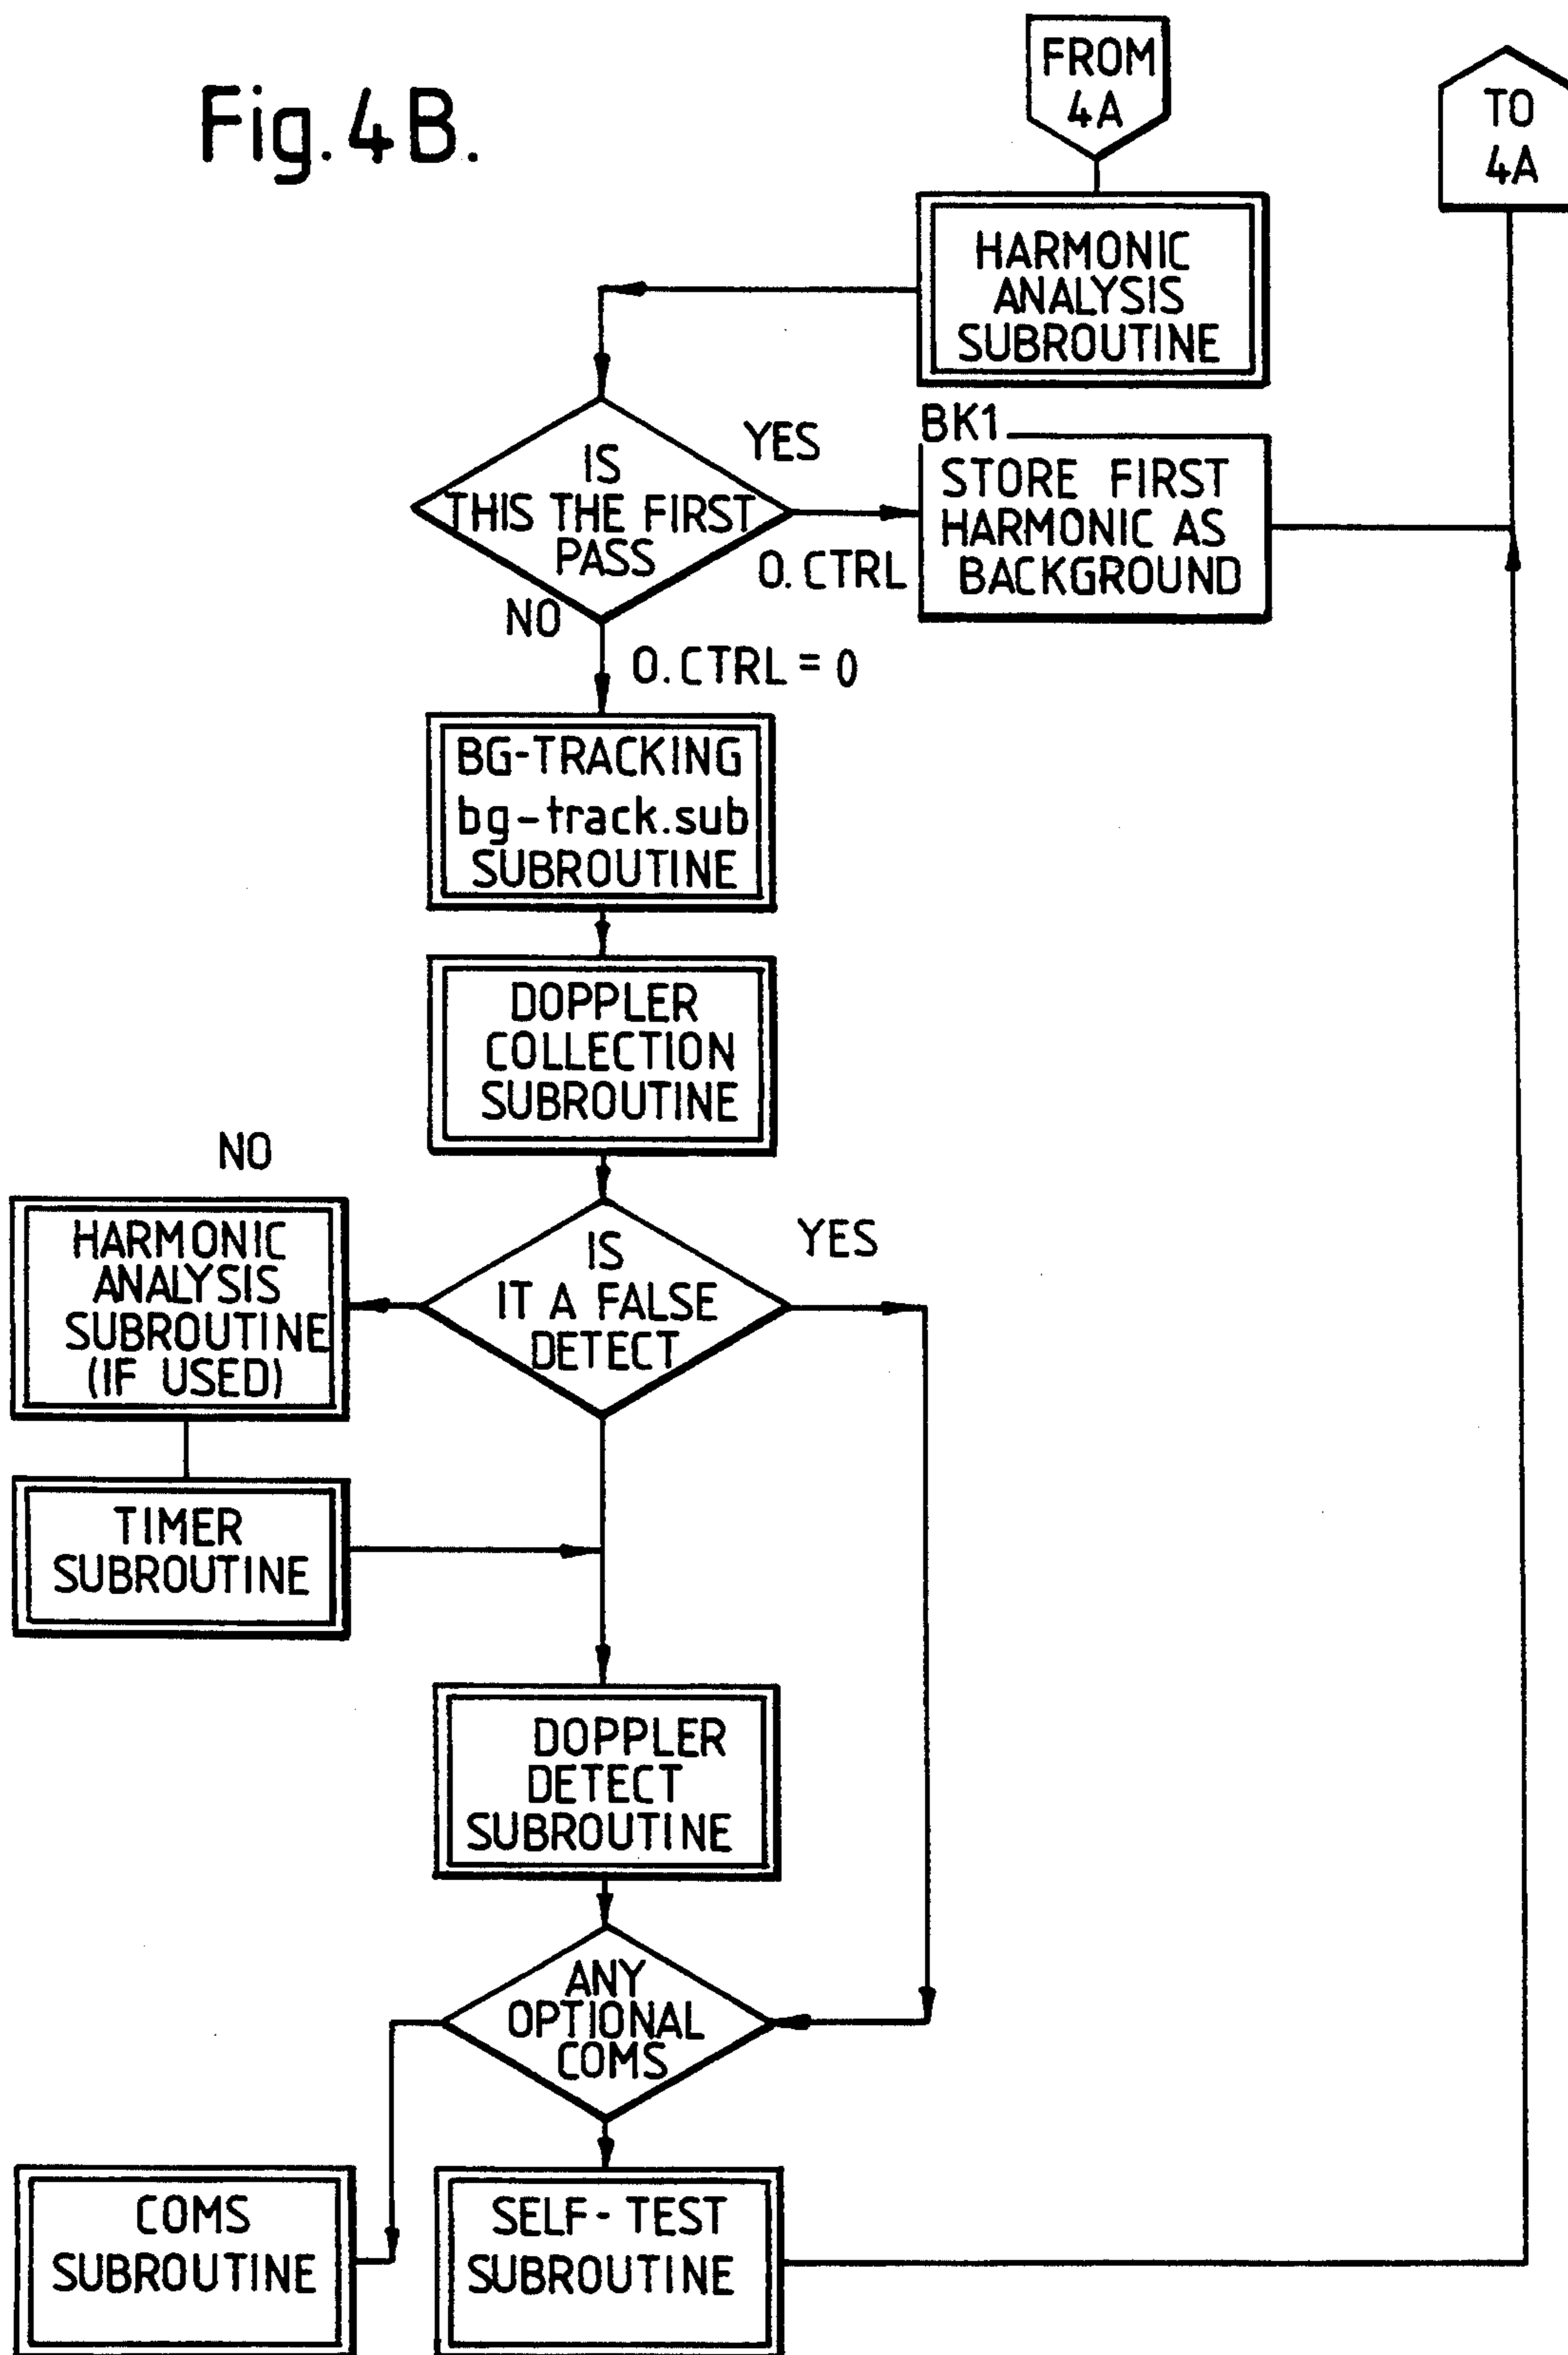 Fig. 4B.
FROM
4A
TO
4A
HARMONIC
ANALYSIS
SUBROUTINE
IS
THIS THE FIRST
PASS
YES
O. CTRL
NO
O. CTRL = 0
BK1
STORE FIRST
HARMONIC AS
BACKGROUND
BG-TRACKING
bg-track.sub
SUBROUTINE
DOPPLER
COLLECTION
SUBROUTINE
NO
IS
IT A FALSE
DETECT
YES
HARMONIC
ANALYSIS
SUBROUTINE
(IF USED)
TIMER
SUBROUTINE
DOPPLER
DETECT
SUBROUTINE
ANY
OPTIONAL
COMS
COMS
SUBROUTINE
SELF-TEST
SUBROUTINE